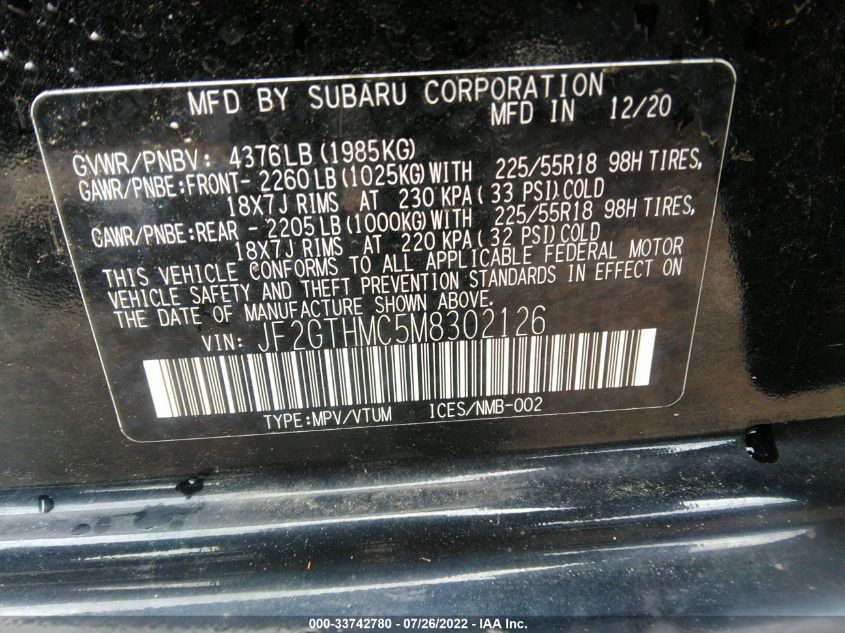 MFD BY SUBARU CORPORATION
MFD IN 12/20
GVWR/PNBV: 4376LB (1985KG)
GAWR/PNBE:FRONT- 2260 LB (1025KG) WITH 225/55R18 98H TIRES,
18X7J RIMS AT 230 KPA ( 33 PSI) COLD
GAWR/PNBE:REAR - 2205 LB (1000KG) WITH 225/55R18 98H TIRES,
18X7J RIMS AT 220 KPA ( 32 PSI) COLD
THIS VEHICLE CONFORMS TO ALL APPLICABLE FEDERAL MOTOR
VEHICLE SAFETY AND THEFT PREVENTION STANDARDS IN EFFECT ON
THE DATE OF MANUFACTURE SHOWN ABOVE.
VIN: JF2GTHMC5M8302126
TYPE:MPV/VTUM ICES/NMB-002
000-33742780 - 07/26/2022 - IAA Inc.